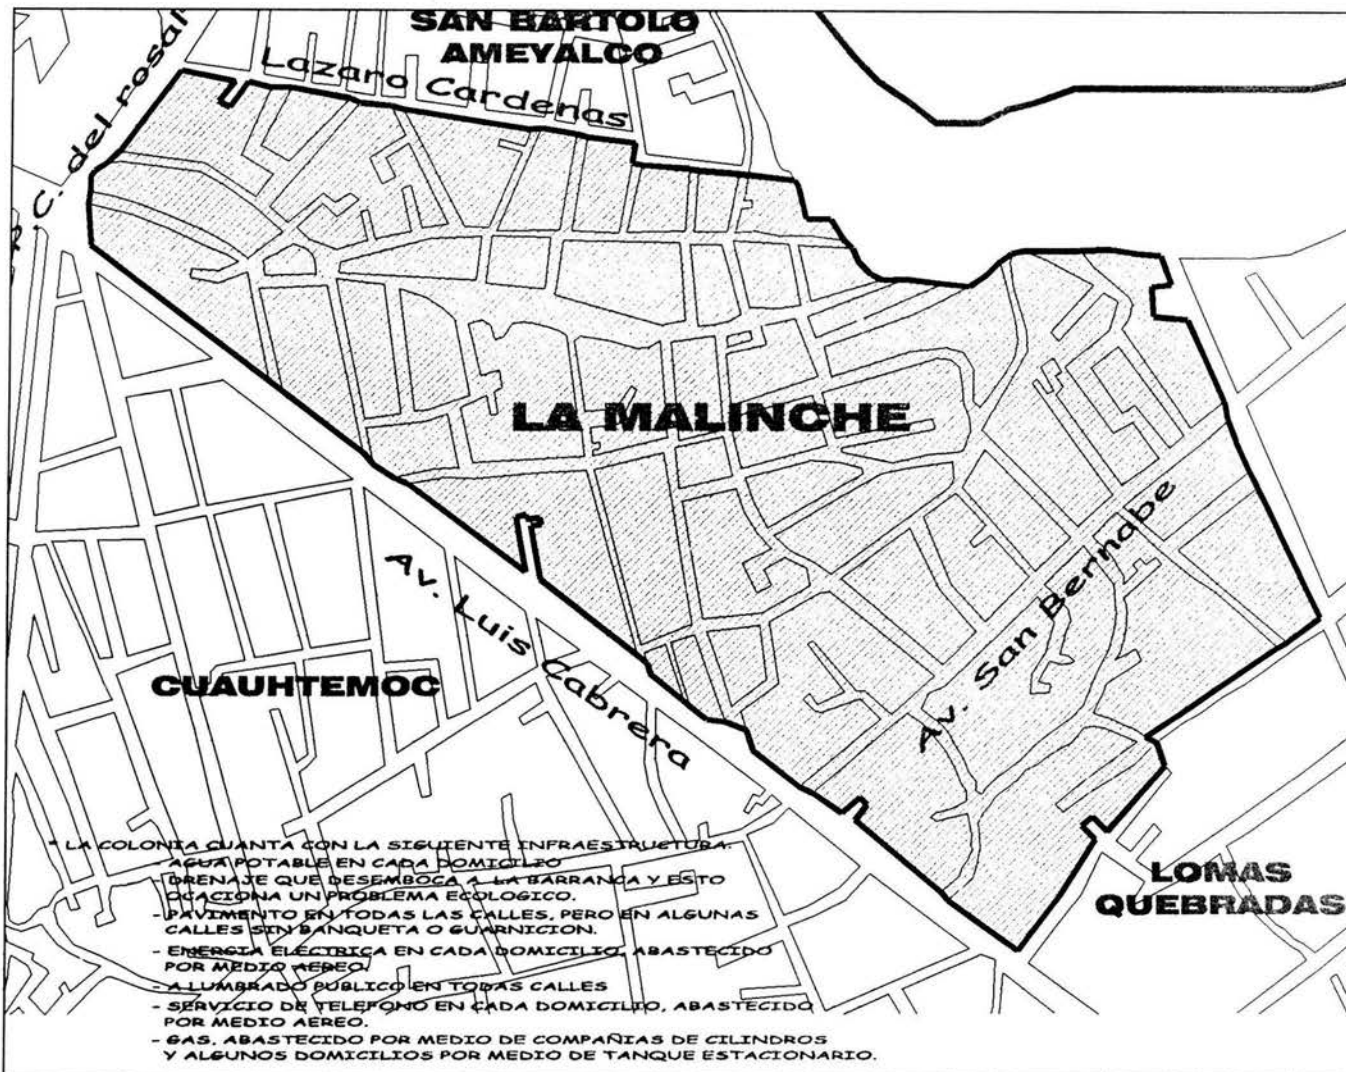 SAN BARTOLO
AMEYALCO
Lazaro Cardenas
C. del rosal
LA MALINCHE
Av. San Bernabe
Av. Luis Cabrera
CUAUHTEMOC
LOMAS
QUEBRADAS
* LA COLONIA CUANTA CON LA SIGUIENTE INFRAESTRUCTURA:
- AGUA POTABLE EN CADA DOMICILIO
- DRENAJE QUE DESEMBOCA A LA BARRANCA Y ESTO
OCACIONA UN PROBLEMA ECOLOGICO.
- PAVIMENTO EN TODAS LAS CALLES, PERO EN ALGUNAS
CALLES SIN BANQUETA O GUARNICION.
- ENERGIA ELÉCTRICA EN CADA DOMICILIO, ABASTECIDO
POR MEDIO AEREO.
- ALUMBRADO PUBLICO EN TODAS CALLES
- SERVICIO DE TELEFONO EN CADA DOMICILIO, ABASTECIDO
POR MEDIO AEREO.
- GAS, ABASTECIDO POR MEDIO DE COMPAÑIAS DE CILINDROS
Y ALGUNOS DOMICILIOS POR MEDIO DE TANQUE ESTACIONARIO.